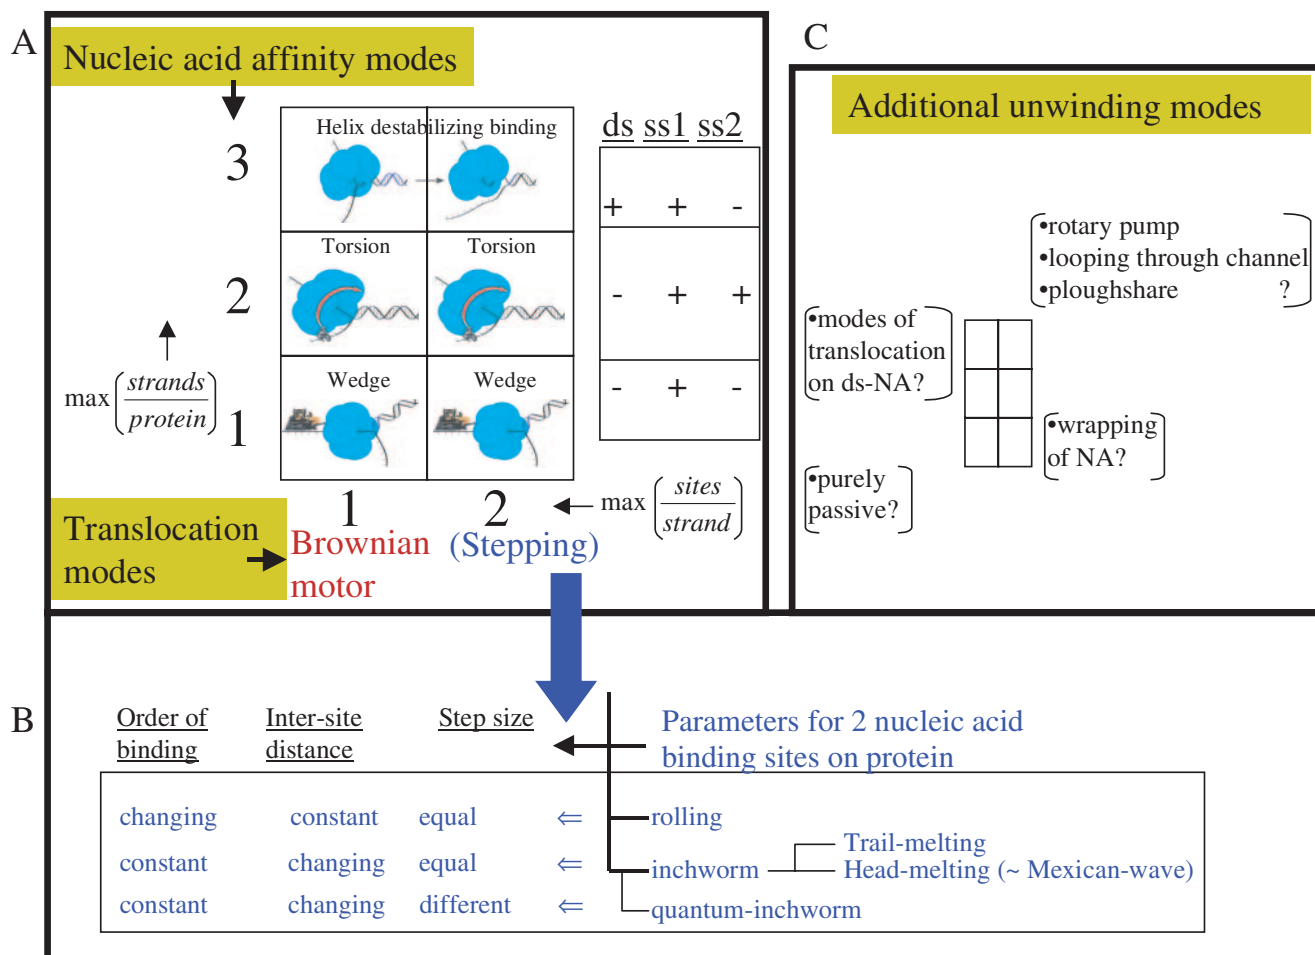 A
Nucleic acid affinity modes
Helix destabilizing binding
ds ss1 ss2
3
+ + -
Torsion Torsion
2
- + +
max (strands/protein)
Wedge Wedge
1
- + -
1 2
max (sites/strand)
Translocation
modes
Brownian
motor
(Stepping)
C
Additional unwinding modes
•rotary pump
•looping through channel
•ploughshare ?
•modes of
translocation
on ds-NA?
•wrapping
of NA?
•purely
passive?
B
Order of
binding
Inter-site
distance
Step size
Parameters for 2 nucleic acid
binding sites on protein
changing constant equal ⇐ rolling
constant changing equal ⇐ inchworm
Trail-melting
Head-melting (~ Mexican-wave)
constant changing different ⇐ quantum-inchworm